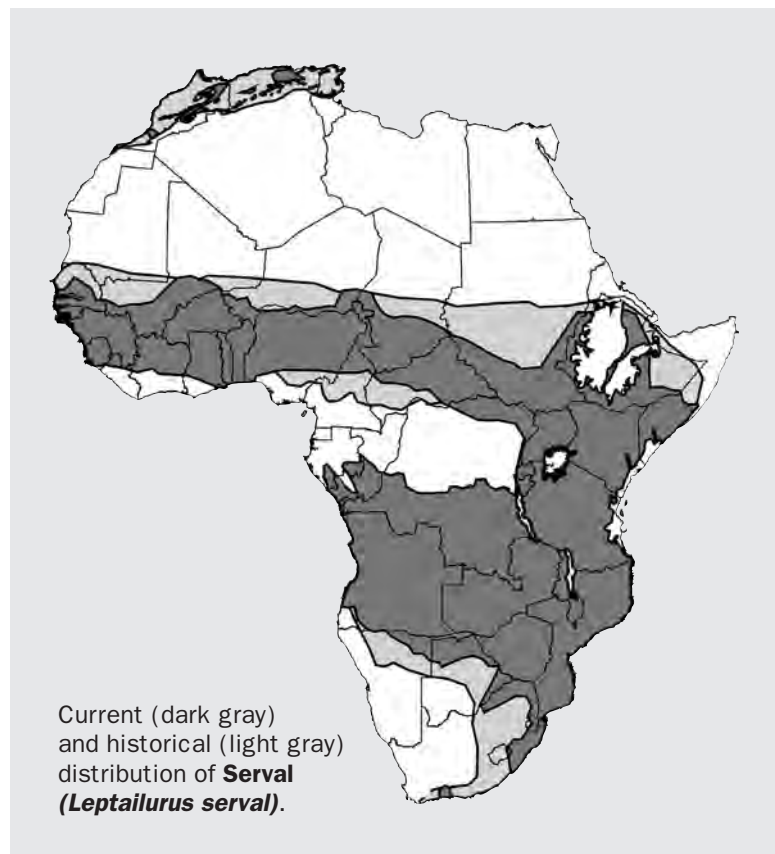 Current (dark gray)
and historical (light gray)
distribution of Serval
(Leptailurus serval).